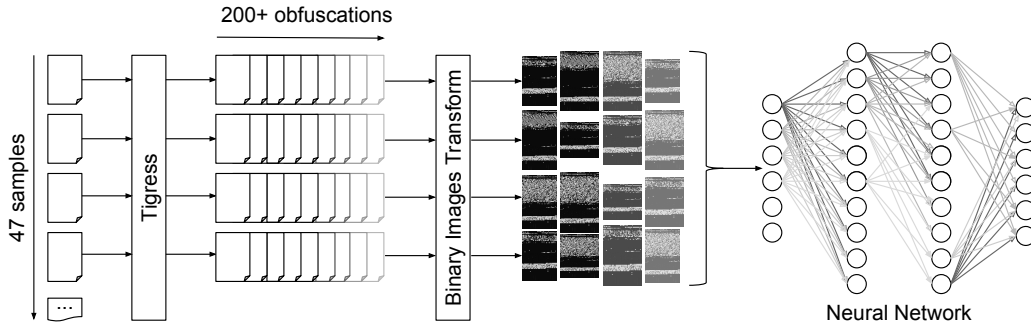 200+ obfuscations
47 samples
Tigress
Binary Images Transform
...
Neural Network